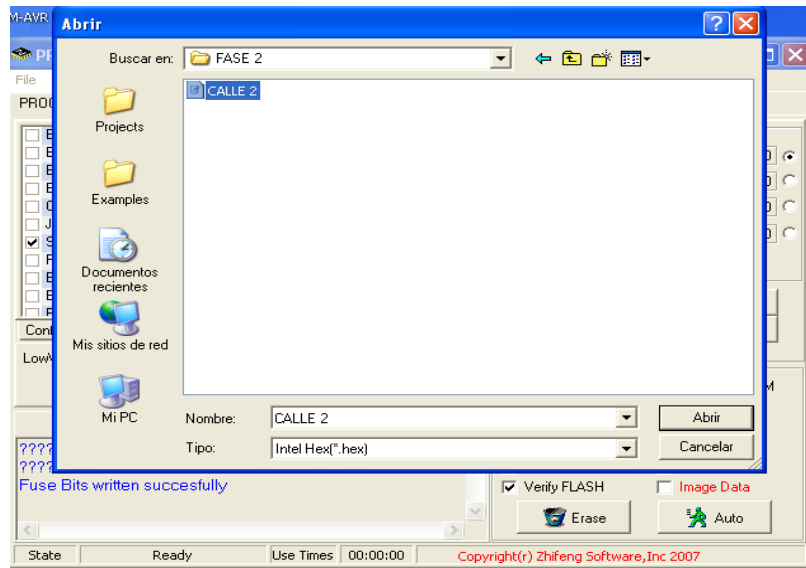 M-AVR
Abrir
Buscar en: FASE 2
File
CALLE 2
Projects
Examples
Documentos
recientes
Mis sitios de red
Mi PC
Nombre: CALLE 2 Abrir
Tipo: Intel Hex(*.hex) Cancelar
????
????
Fuse Bits written succesfully
Verify FLASH Image Data
Erase Auto
State Ready Use Times 00:00:00 Copyright(r) Zhifeng Software,Inc 2007